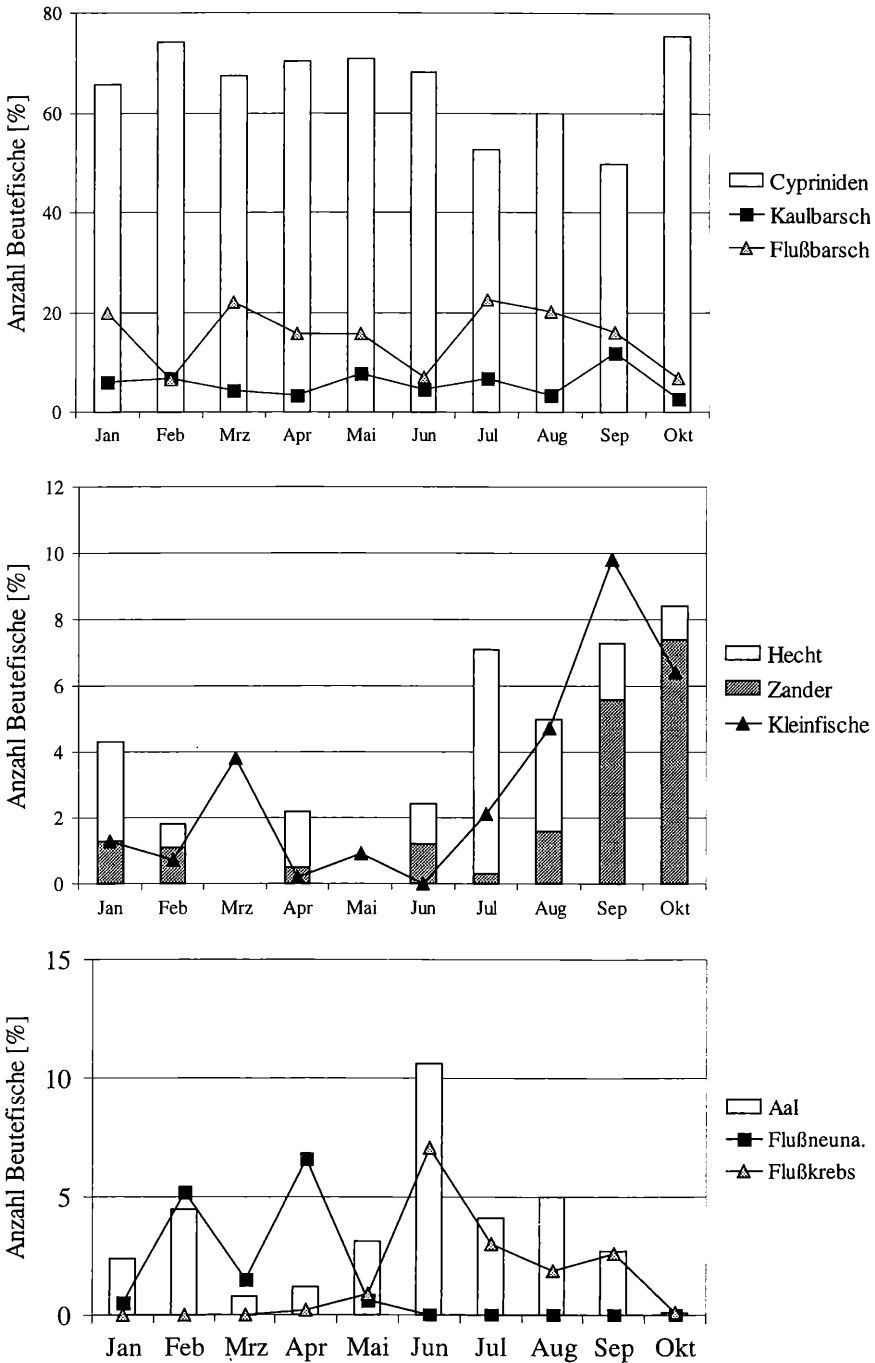 Anzahl Beutefische [%]
80
60
40
20
0
Jan Feb Mrz Apr Mai Jun Jul Aug Sep Okt
Cypriniden
Kaulbarsch
Flußbarsch
Anzahl Beutefische [%]
12
10
8
6
4
2
0
Jan Feb Mrz Apr Mai Jun Jul Aug Sep Okt
Hecht
Zander
Kleinfische
Anzahl Beutefische [%]
15
10
5
0
Jan Feb Mrz Apr Mai Jun Jul Aug Sep Okt
Aal
Flußneuna.
Flußkrebs